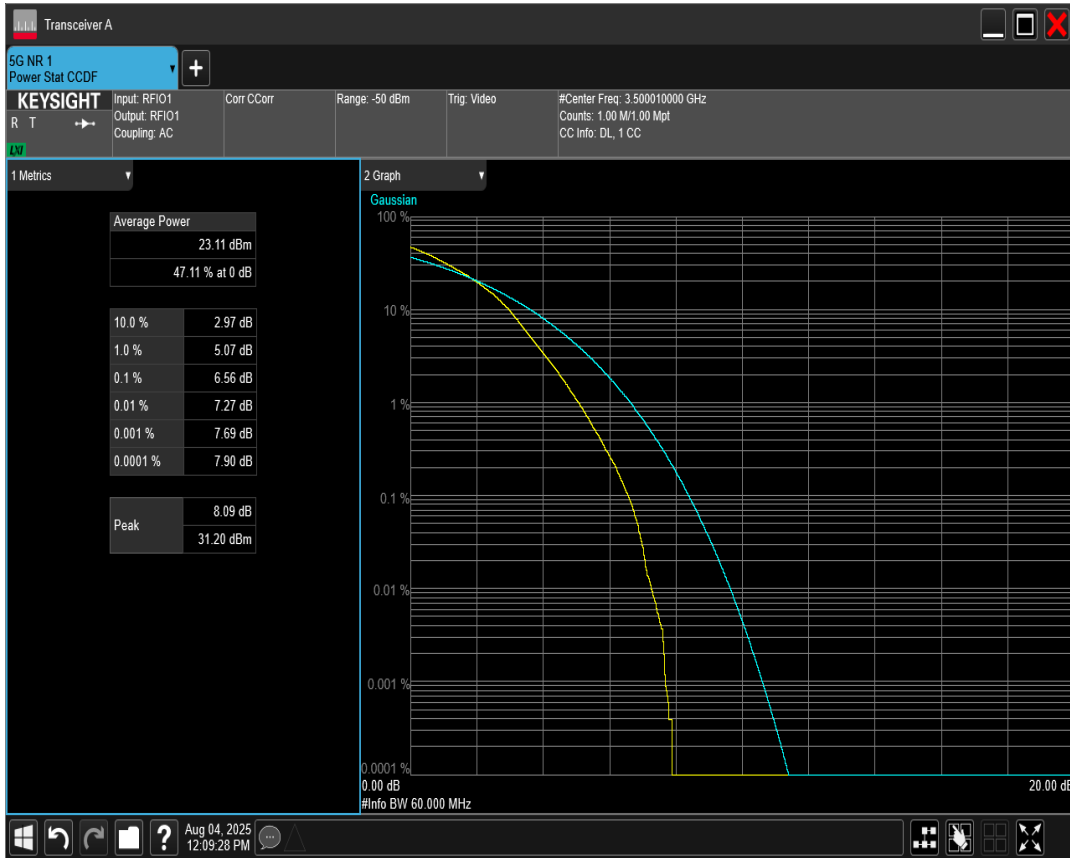 Transceiver A
5G NR 1
Power Stat CCDF
KEYSIGHT
R T
LXI
Input: RFIO1
Output: RFIO1
Coupling: AC
Corr CCorr
Range: -50 dBm
Trig: Video
#Center Freq: 3.500010000 GHz
Counts: 1.00 M/1.00 Mpt
CC Info: DL, 1 CC
1 Metrics
Average Power
23.11 dBm
47.11 % at 0 dB
10.0 % 2.97 dB
1.0 % 5.07 dB
0.1 % 6.56 dB
0.01 % 7.27 dB
0.001 % 7.69 dB
0.0001 % 7.90 dB
Peak
8.09 dB
31.20 dBm
2 Graph
Gaussian
100 %
10 %
1 %
0.1 %
0.01 %
0.001 %
0.0001 %
0.00 dB 20.00 dB
#Info BW 60.000 MHz
? Aug 04, 2025
12:09:28 PM